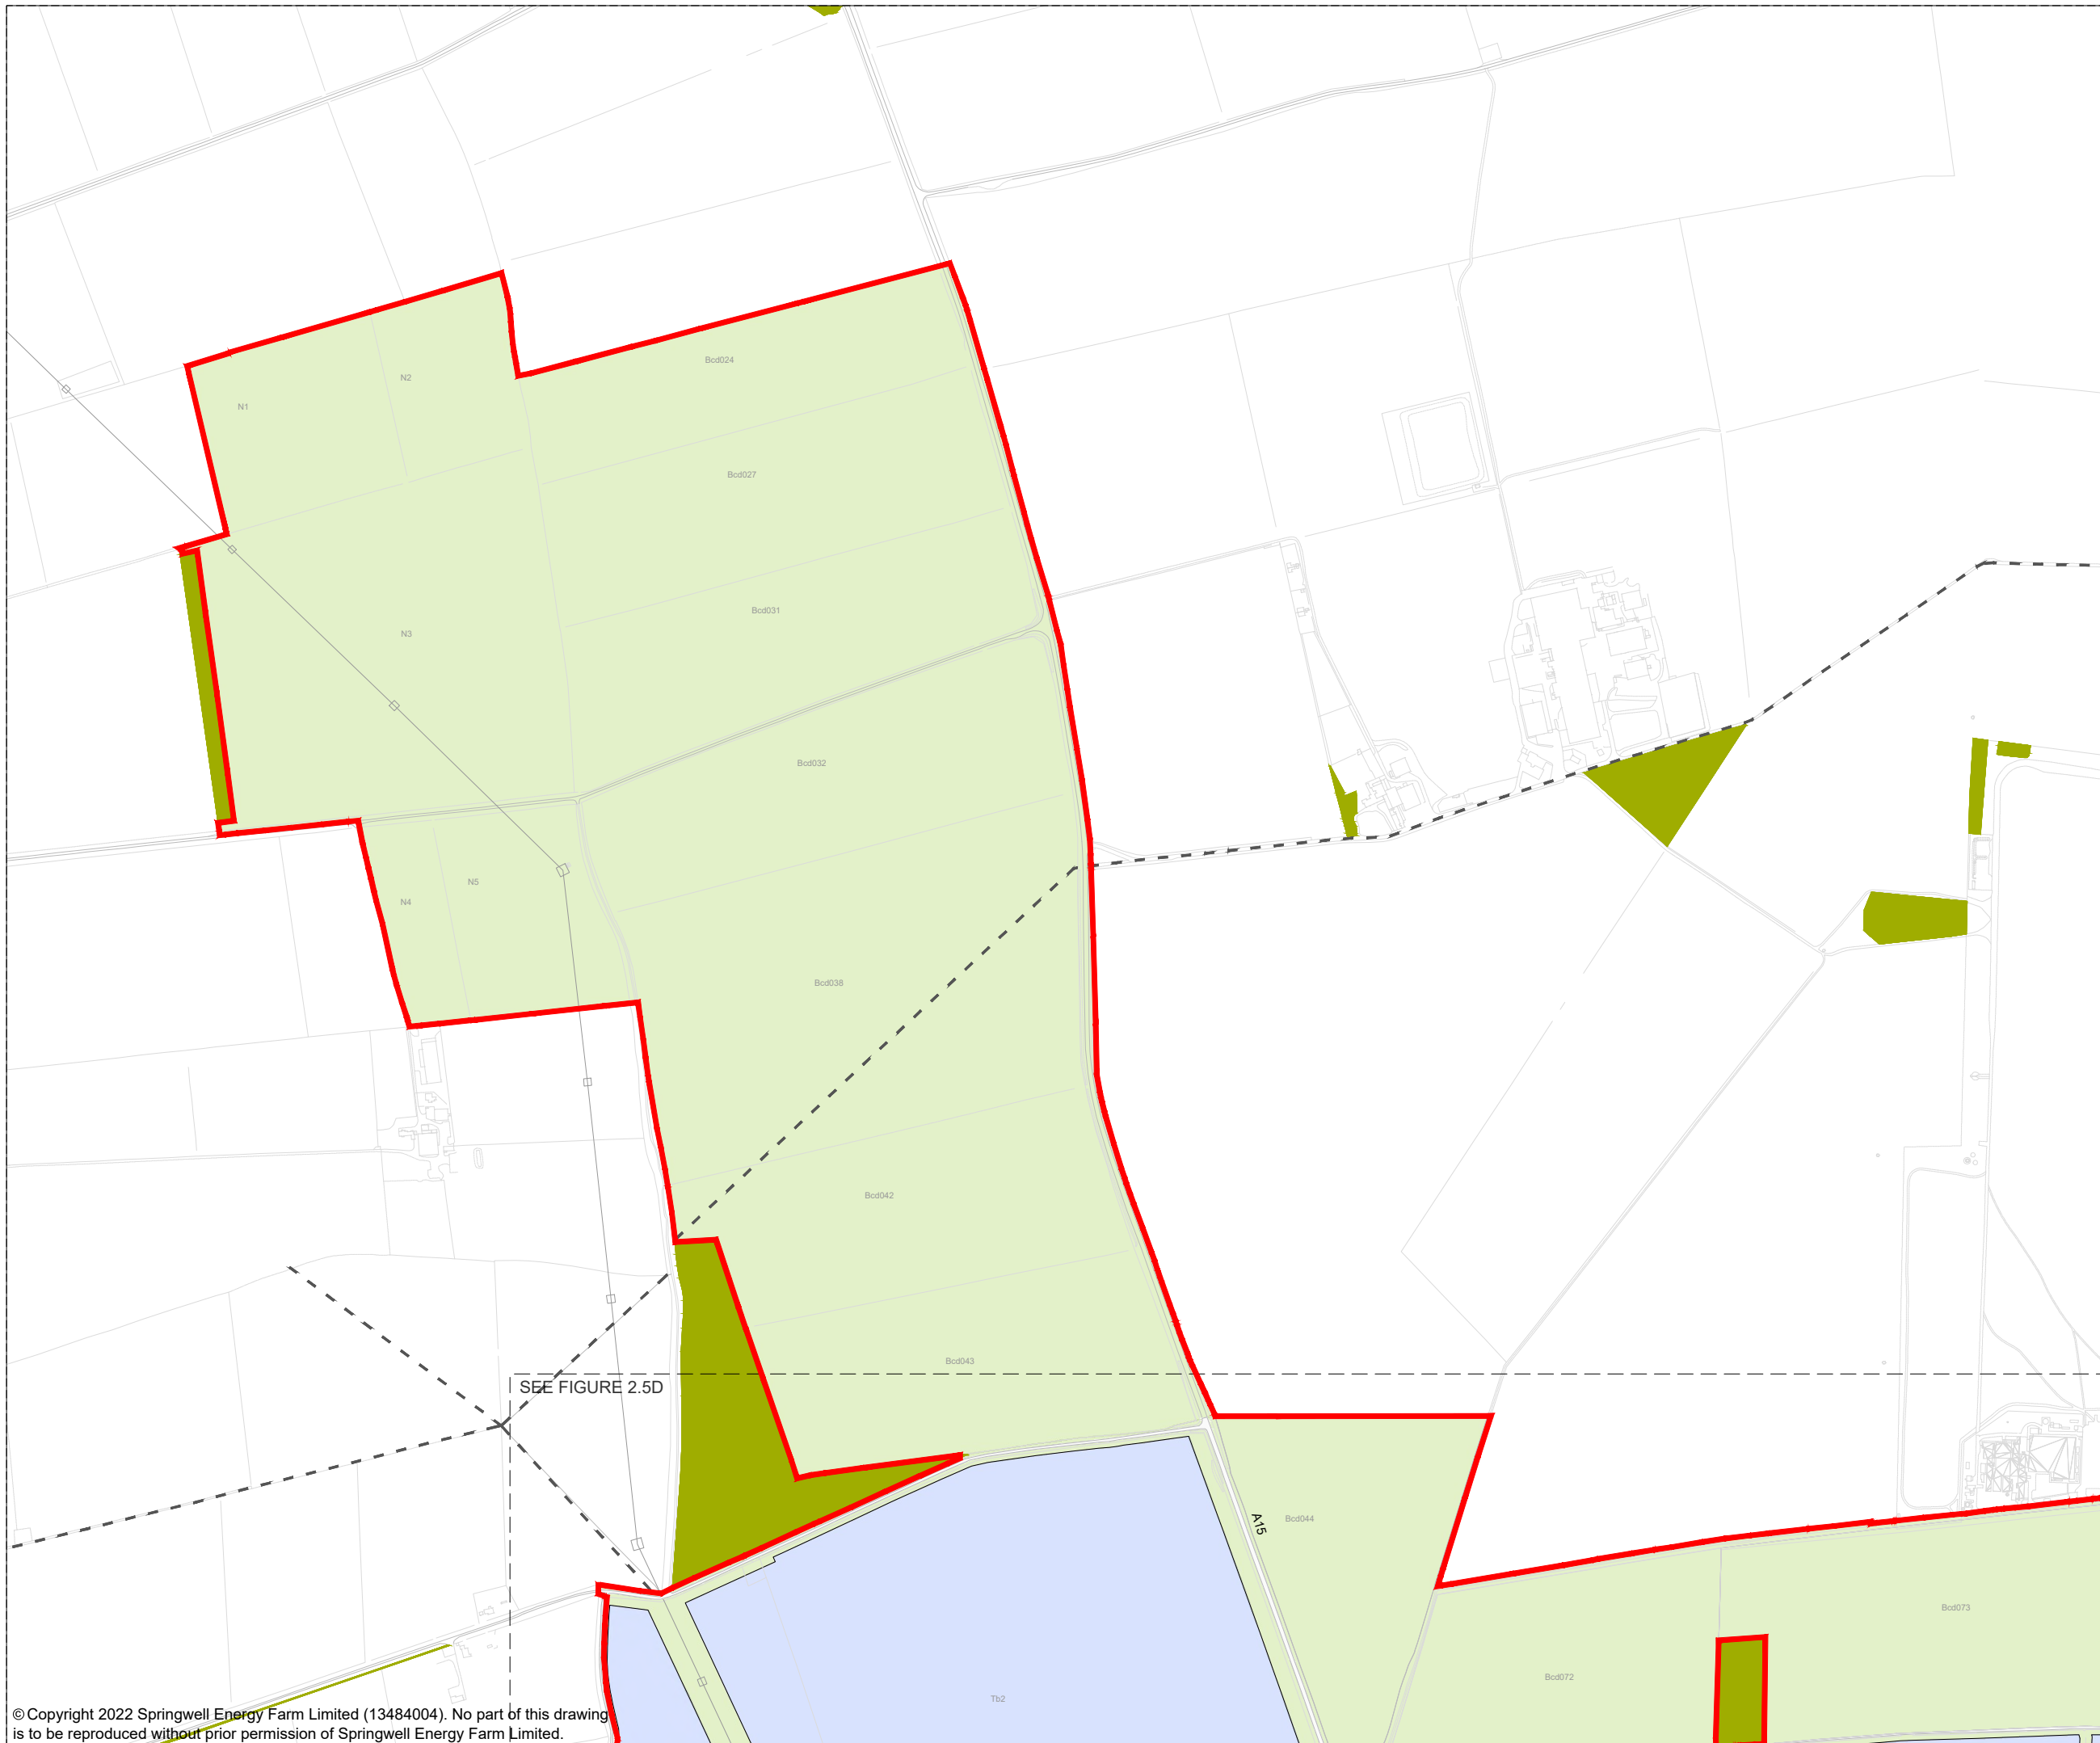 Bcd024
N2
N1
Bcd027
Bcd031
N3
Bcd032
N5
N4
Bcd038
Bcd042
Bcd043
SEE FIGURE 2.5D
A15
Bcd044
Bcd073
Bcd072
Tb2
© Copyright 2022 Springwell Energy Farm Limited (13484004). No part of this drawing
is to be reproduced without prior permission of Springwell Energy Farm Limited.